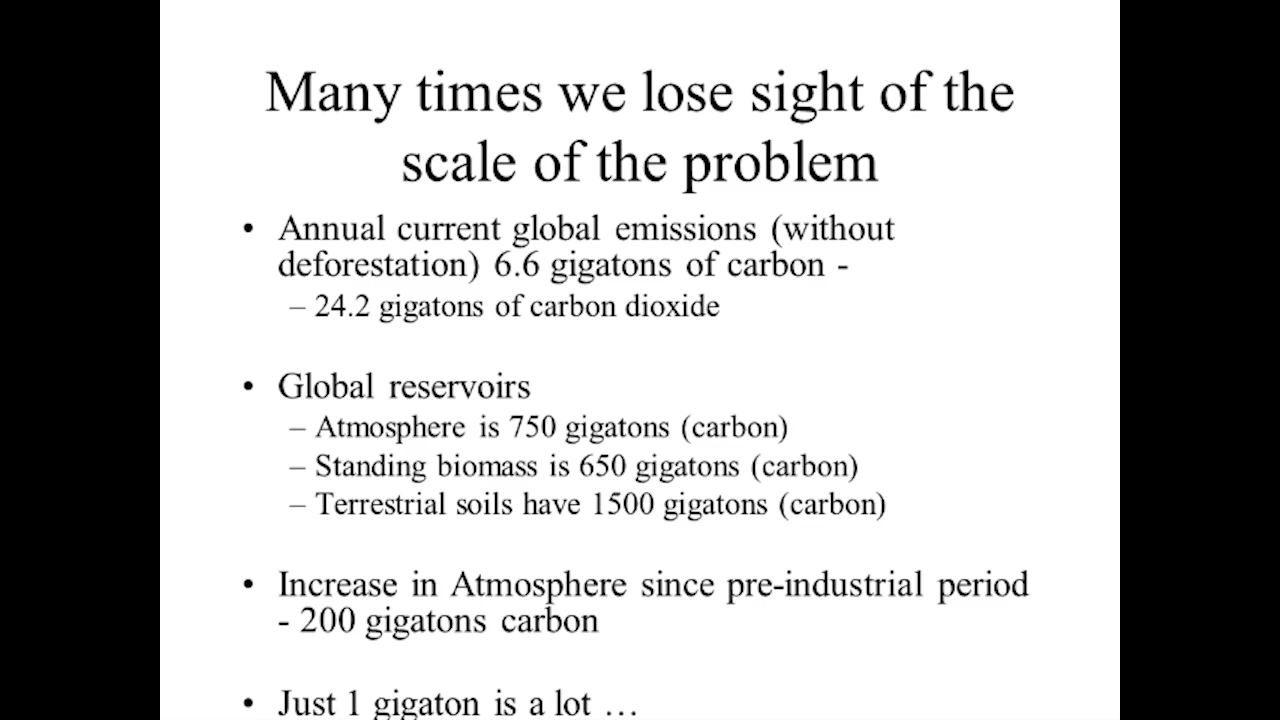 Many times we lose sight of the
scale of the problem
• Annual current global emissions (without
deforestation) 6.6 gigatons of carbon -
– 24.2 gigatons of carbon dioxide
• Global reservoirs
– Atmosphere is 750 gigatons (carbon)
– Standing biomass is 650 gigatons (carbon)
– Terrestrial soils have 1500 gigatons (carbon)
• Increase in Atmosphere since pre-industrial period
- 200 gigatons carbon
• Just 1 gigaton is a lot …